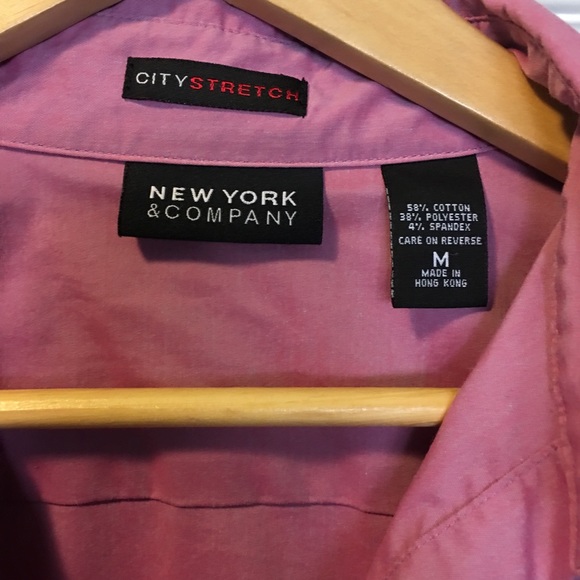 CITYSTRETCH
NEW YORK
&COMPANY
58% COTTON
38% POLYESTER
4% SPANDEX
CARE ON REVERSE
M
MADE IN
HONG KONG